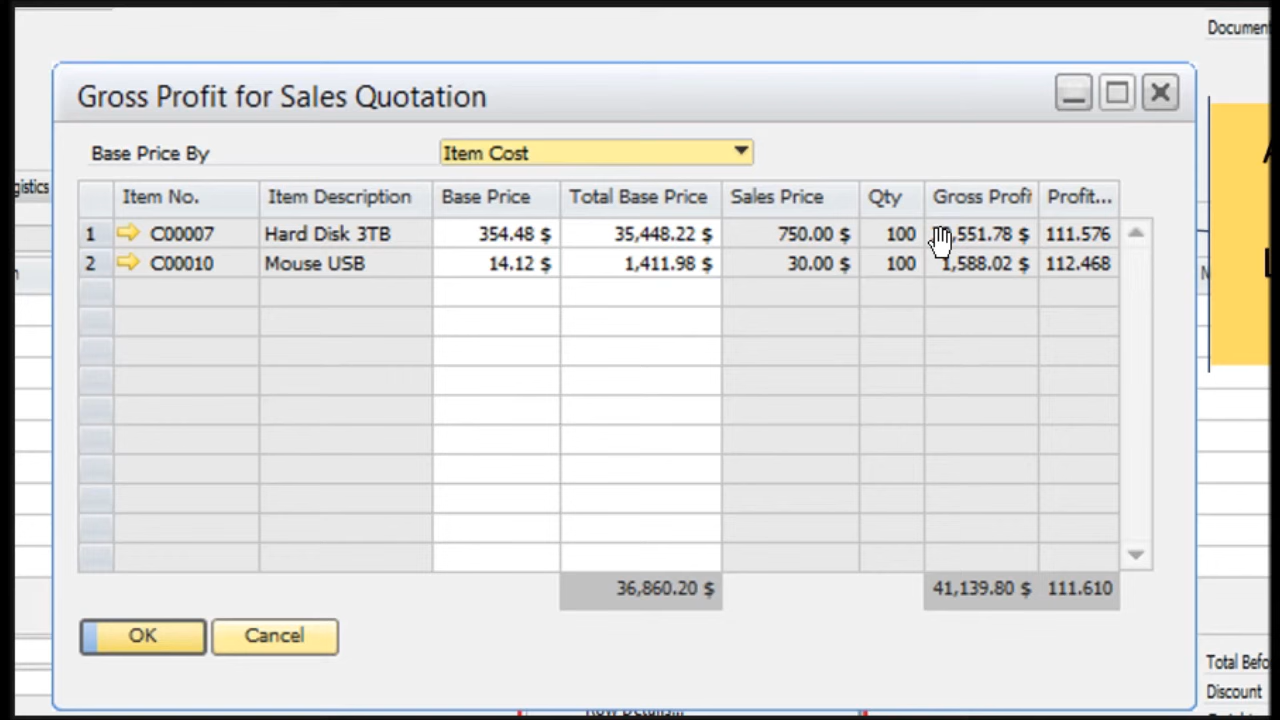 Document
Gross Profit for Sales Quotation
Base Price By Item Cost
gistics
Item No. Item Description Base Price Total Base Price Sales Price Qty Gross Profit Profit...
1 C00007 Hard Disk 3TB 354.48 $ 35,448.22 $ 750.00 $ 100 ,551.78 $ 111.576
2 C00010 Mouse USB 14.12 $ 1,411.98 $ 30.00 $ 100 1,588.02 $ 112.468
36,860.20 $ 41,139.80 $ 111.610
OK Cancel
Total Befo
Discount